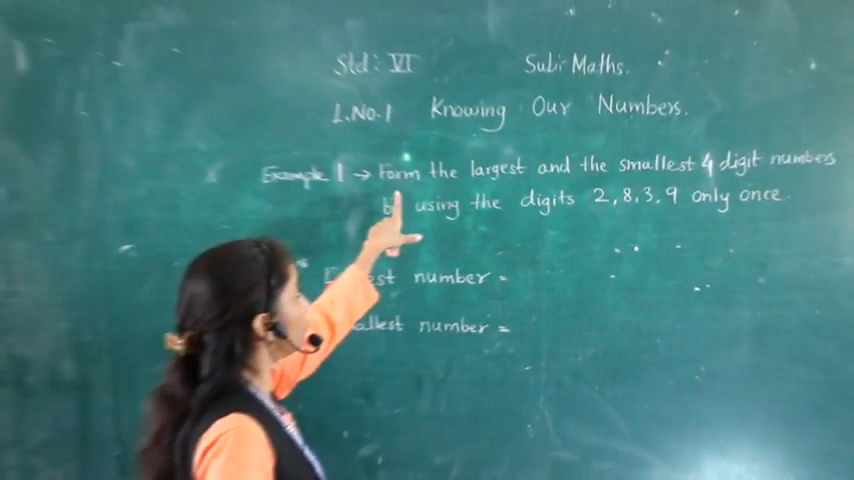 Std: VI Sub: Maths.
L.No.1 Knowing Our Numbers.
Example 1 → Form the largest and the smallest 4 digit numbers
using the digits 2,8,3,9 only once.
number =
number =